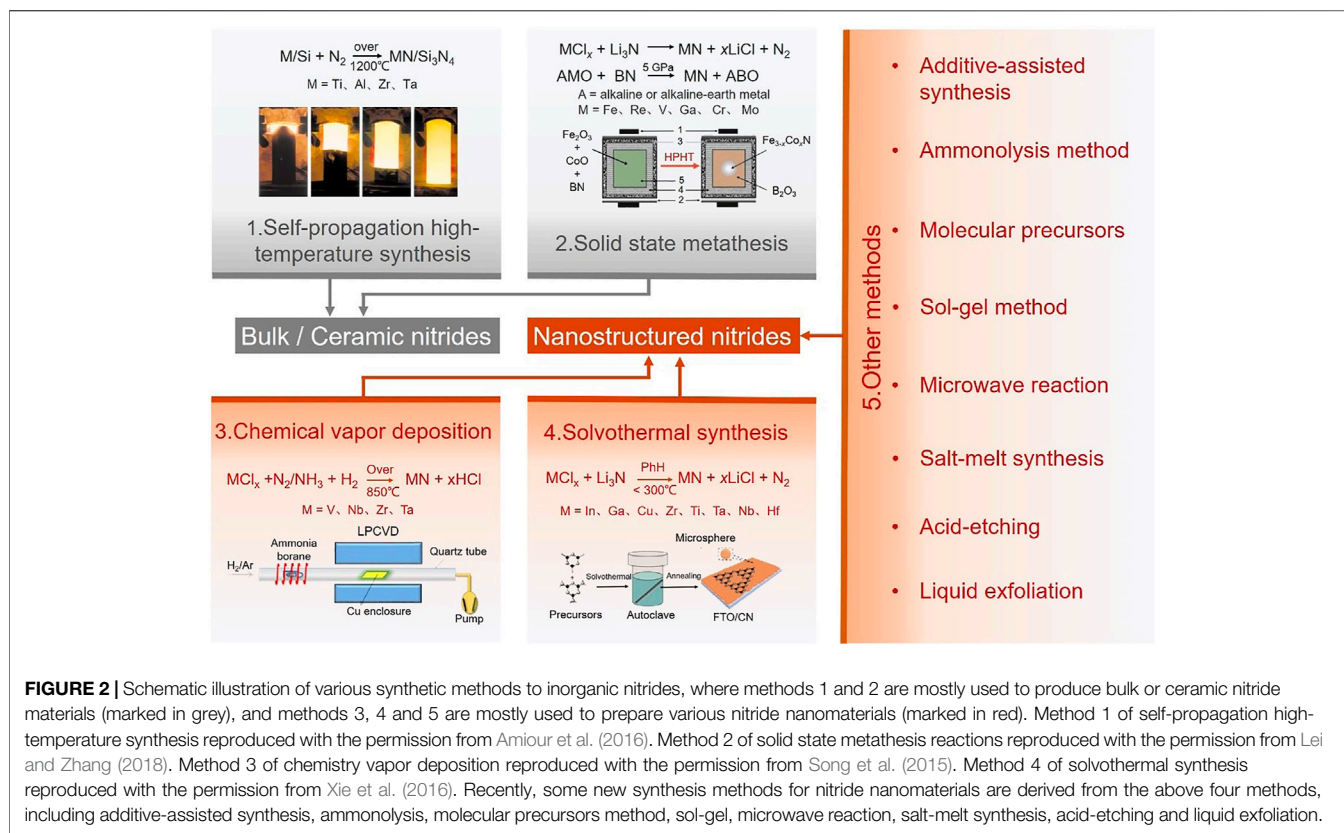 M/Si + N₂ over 1200℃ MN/Si₃N₄
M = Ti、Al、Zr、Ta
1.Self-propagation high-
temperature synthesis
MClₓ + Li₃N → MN + xLiCl + N₂
AMO + BN 5 GPa → MN + ABO
A = alkaline or alkaline-earth metal
M = Fe、Re、V、Ga、Cr、Mo
Fe₂O₃
+
CoO
+
BN
1
3
HPHT
5
4
2
Fe₃₋ₓCoₓN
B₂O₃
2.Solid state metathesis
Bulk / Ceramic nitrides
Nanostructured nitrides
3.Chemical vapor deposition
MClₓ +N₂/NH₃ + H₂ Over 850℃ → MN + xHCl
M = V、Nb、Zr、Ta
LPCVD
Ammonia
borane
Quartz tube
H₂/Ar
Cu enclosure
Pump
4.Solvothermal synthesis
MClₓ + Li₃N PhH < 300℃ → MN + xLiCl + N₂
M = In、Ga、Cu、Zr、Ti、Ta、Nb、Hf
Microsphere
Solvothermal
Annealing
Precursors
Autoclave
FTO/CN
5.Other methods
• Additive-assisted
synthesis
• Ammonolysis method
• Molecular precursors
• Sol-gel method
• Microwave reaction
• Salt-melt synthesis
• Acid-etching
• Liquid exfoliation
FIGURE 2 | Schematic illustration of various synthetic methods to inorganic nitrides, where methods 1 and 2 are mostly used to produce bulk or ceramic nitride
materials (marked in grey), and methods 3, 4 and 5 are mostly used to prepare various nitride nanomaterials (marked in red). Method 1 of self-propagation high-
temperature synthesis reproduced with the permission from Amiour et al. (2016). Method 2 of solid state metathesis reactions reproduced with the permission from Lei
and Zhang (2018). Method 3 of chemistry vapor deposition reproduced with the permission from Song et al. (2015). Method 4 of solvothermal synthesis
reproduced with the permission from Xie et al. (2016). Recently, some new synthesis methods for nitride nanomaterials are derived from the above four methods,
including additive-assisted synthesis, ammonolysis, molecular precursors method, sol-gel, microwave reaction, salt-melt synthesis, acid-etching and liquid exfoliation.